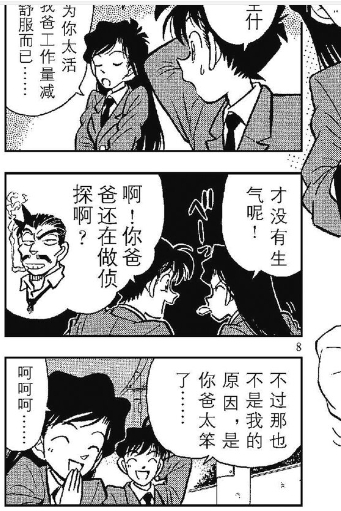 什
为你太活
我爸工作量减
舒服而已……
才没有生
气呢！
啊！你爸
爸还在做侦
探啊？
8
不过那也
不是我的
原因，是
你爸太笨
了……
呵呵呵……